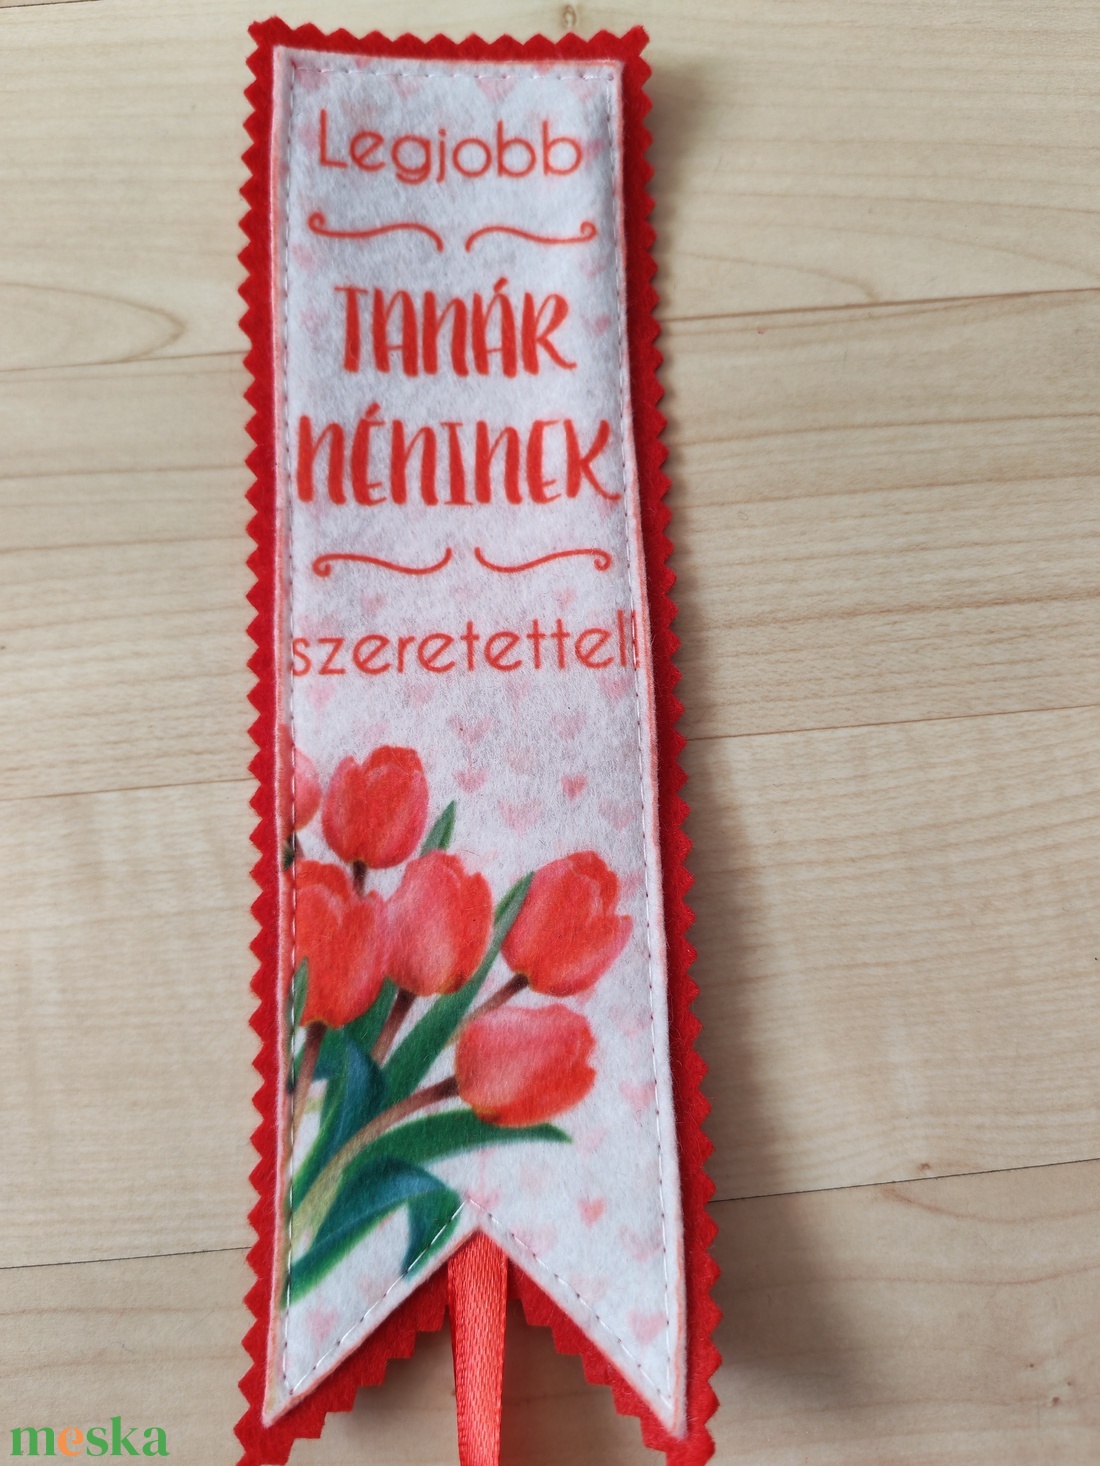 Legjobb
TANÁR
NÉNINEK
szeretettel!
meska